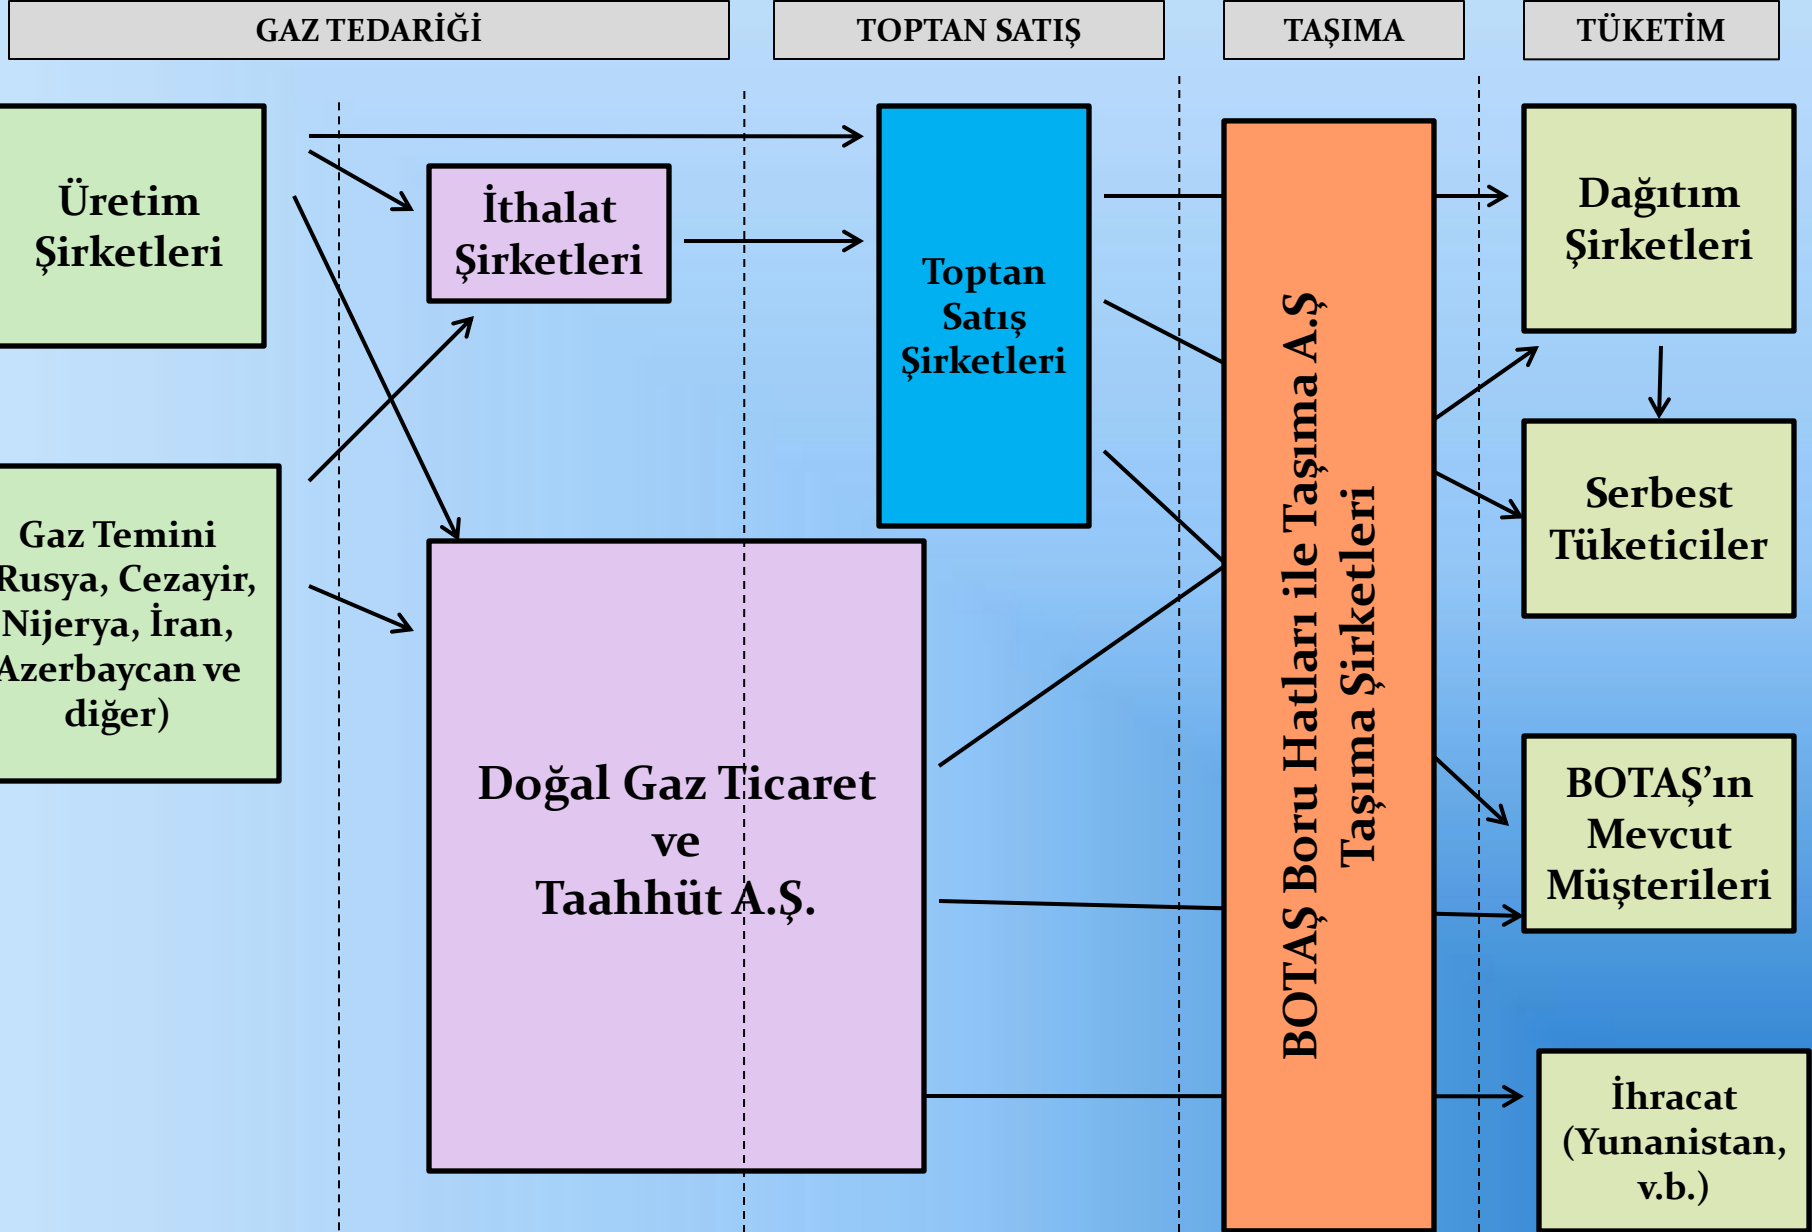 GAZ TEDARİĞİ
TOPTAN SATIŞ
TAŞIMA
TÜKETİM
Üretim
Şirketleri
Gaz Temini
Rusya, Cezayir,
Nijerya, İran,
Azerbaycan ve
diğer)
İthalat
Şirketleri
Doğal Gaz Ticaret
ve
Taahhüt A.Ş.
Toptan
Satış
Şirketleri
BOTAŞ Boru Hatları ile Taşıma A.Ş
Taşıma Şirketleri
Dağıtım
Şirketleri
Serbest
Tüketiciler
BOTAŞ’ın
Mevcut
Müşterileri
İhracat
(Yunanistan,
v.b.)